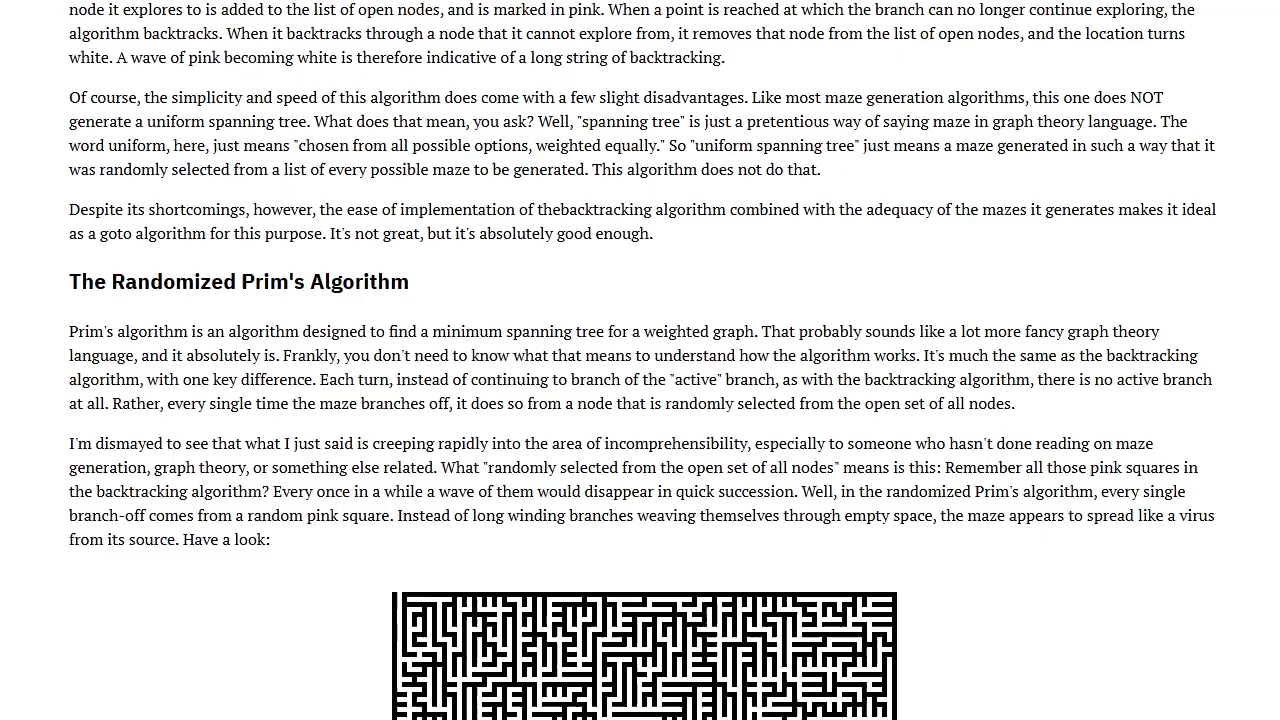 node it explores to is added to the list of open nodes, and is marked in pink. When a point is reached at which the branch can no longer continue exploring, the
algorithm backtracks. When it backtracks through a node that it cannot explore from, it removes that node from the list of open nodes, and the location turns
white. A wave of pink becoming white is therefore indicative of a long string of backtracking.
Of course, the simplicity and speed of this algorithm does come with a few slight disadvantages. Like most maze generation algorithms, this one does NOT
generate a uniform spanning tree. What does that mean, you ask? Well, "spanning tree" is just a pretentious way of saying maze in graph theory language. The
word uniform, here, just means "chosen from all possible options, weighted equally." So "uniform spanning tree" just means a maze generated in such a way that it
was randomly selected from a list of every possible maze to be generated. This algorithm does not do that.
Despite its shortcomings, however, the ease of implementation of thebacktracking algorithm combined with the adequacy of the mazes it generates makes it ideal
as a goto algorithm for this purpose. It's not great, but it's absolutely good enough.
The Randomized Prim's Algorithm
Prim's algorithm is an algorithm designed to find a minimum spanning tree for a weighted graph. That probably sounds like a lot more fancy graph theory
language, and it absolutely is. Frankly, you don't need to know what that means to understand how the algorithm works. It's much the same as the backtracking
algorithm, with one key difference. Each turn, instead of continuing to branch of the "active" branch, as with the backtracking algorithm, there is no active branch
at all. Rather, every single time the maze branches off, it does so from a node that is randomly selected from the open set of all nodes.
I'm dismayed to see that what I just said is creeping rapidly into the area of incomprehensibility, especially to someone who hasn't done reading on maze
generation, graph theory, or something else related. What "randomly selected from the open set of all nodes" means is this: Remember all those pink squares in
the backtracking algorithm? Every once in a while a wave of them would disappear in quick succession. Well, in the randomized Prim's algorithm, every single
branch-off comes from a random pink square. Instead of long winding branches weaving themselves through empty space, the maze appears to spread like a virus
from its source. Have a look: